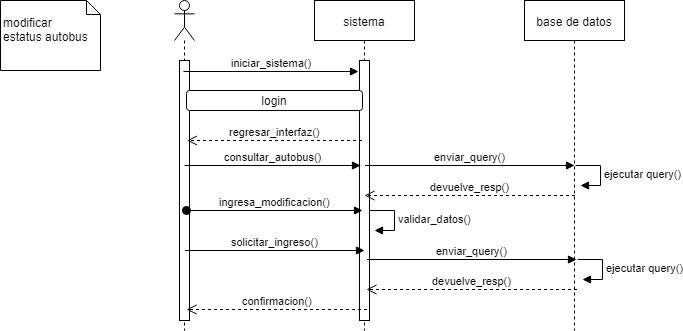 modificar
estatus autobus
sistema
base de datos
iniciar_sistema()
login
regresar_interfaz()
consultar_autobus()
enviar_query()
ejecutar query()
devuelve_resp()
ingresa_modificacion()
validar_datos()
solicitar_ingreso()
enviar_query()
ejecutar query()
devuelve_resp()
confirmacion()